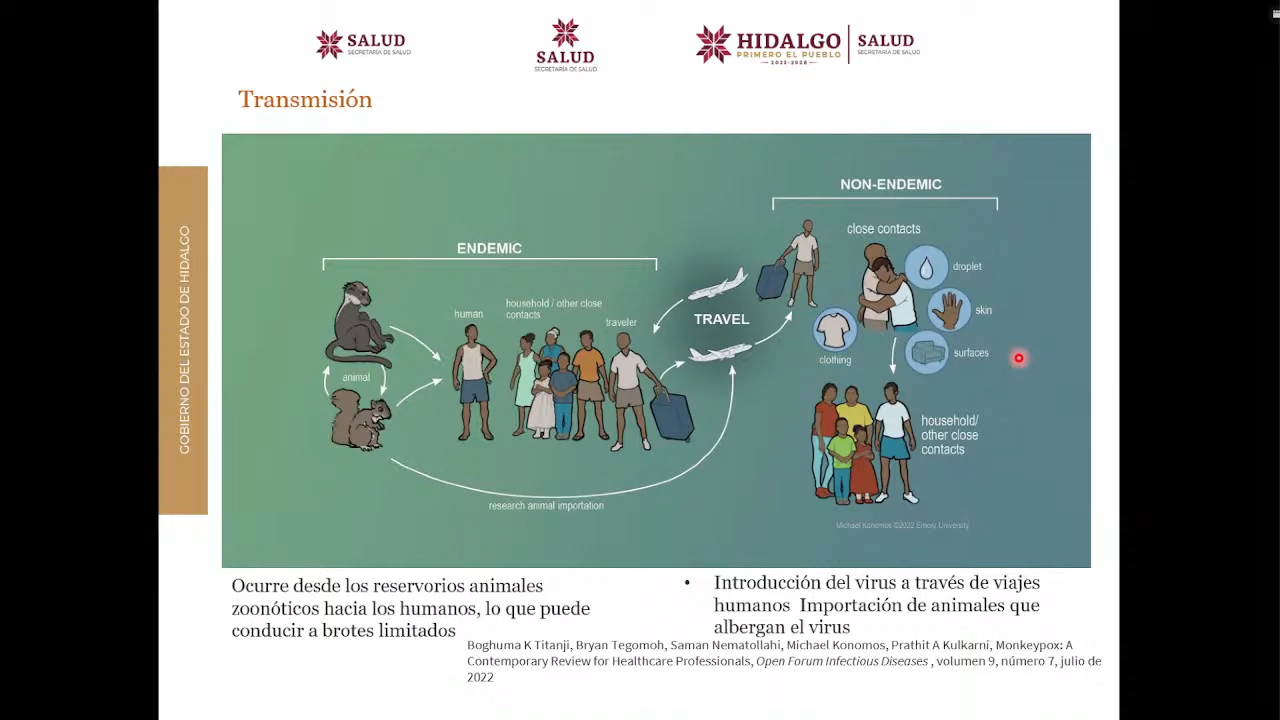 SALUD
SECRETARÍA DE SALUD
SALUD
SECRETARÍA DE SALUD
HIDALGO
PRIMERO EL PUEBLO
2022-2028
SALUD
SECRETARÍA DE SALUD
Transmisión
GOBIERNO DEL ESTADO DE HIDALGO
ENDEMIC
animal
human
household / other close
contacts
traveler
research animal importation
TRAVEL
NON-ENDEMIC
close contacts
droplet
skin
surfaces
clothing
household/
other close
contacts
Michael Konomos ©2022 Emory University
Ocurre desde los reservorios animales
zoonóticos hacia los humanos, lo que puede
conducir a brotes limitados
• Introducción del virus a través de viajes
humanos Importación de animales que
albergan el virus
Boghuma K Titanji, Bryan Tegomoh, Saman Nematollahi, Michael Konomos, Prathit A Kulkarni, Monkeypox: A
Contemporary Review for Healthcare Professionals, Open Forum Infectious Diseases , volumen 9, número 7, julio de
2022